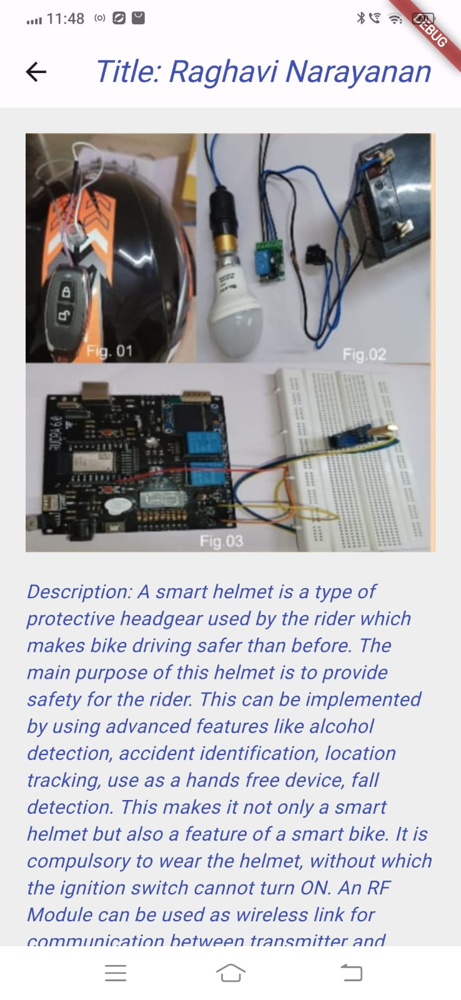 11:48
60
DEBUG
Title: Raghavi Narayanan
Fig. 01
Fig.02
Fig.03
Description: A smart helmet is a type of
protective headgear used by the rider which
makes bike driving safer than before. The
main purpose of this helmet is to provide
safety for the rider. This can be implemented
by using advanced features like alcohol
detection, accident identification, location
tracking, use as a hands free device, fall
detection. This makes it not only a smart
helmet but also a feature of a smart bike. It is
compulsory to wear the helmet, without which
the ignition switch cannot turn ON. An RF
Module can be used as wireless link for
communication between transmitter and